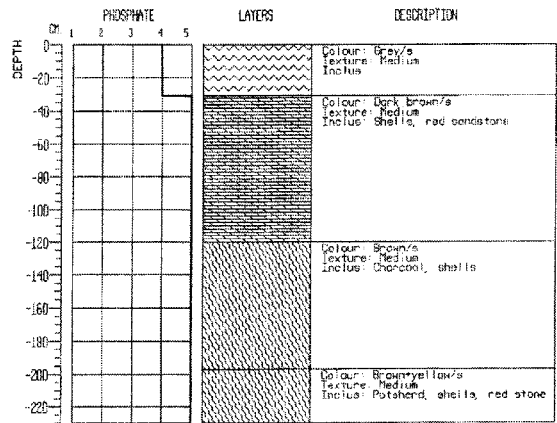 PHOSPHATE LAYERS DESCRIPTION
CM. 1 2 3 4 5
DEPTH
0
-20
-40
-60
-80
-100
-120
-140
-160
-180
-200
-220
Colour: Grey/s
Texture: Medium
Inclus
Colour: Dark brown/s
Texture: Medium
Inclus: Shells, red sandstone
Colour: Brown/s
Texture: Medium
Inclus: Charcoal, shells
Colour: Brown+yellow/s
Texture: Medium
Inclus: Potsherd, shells, red stone